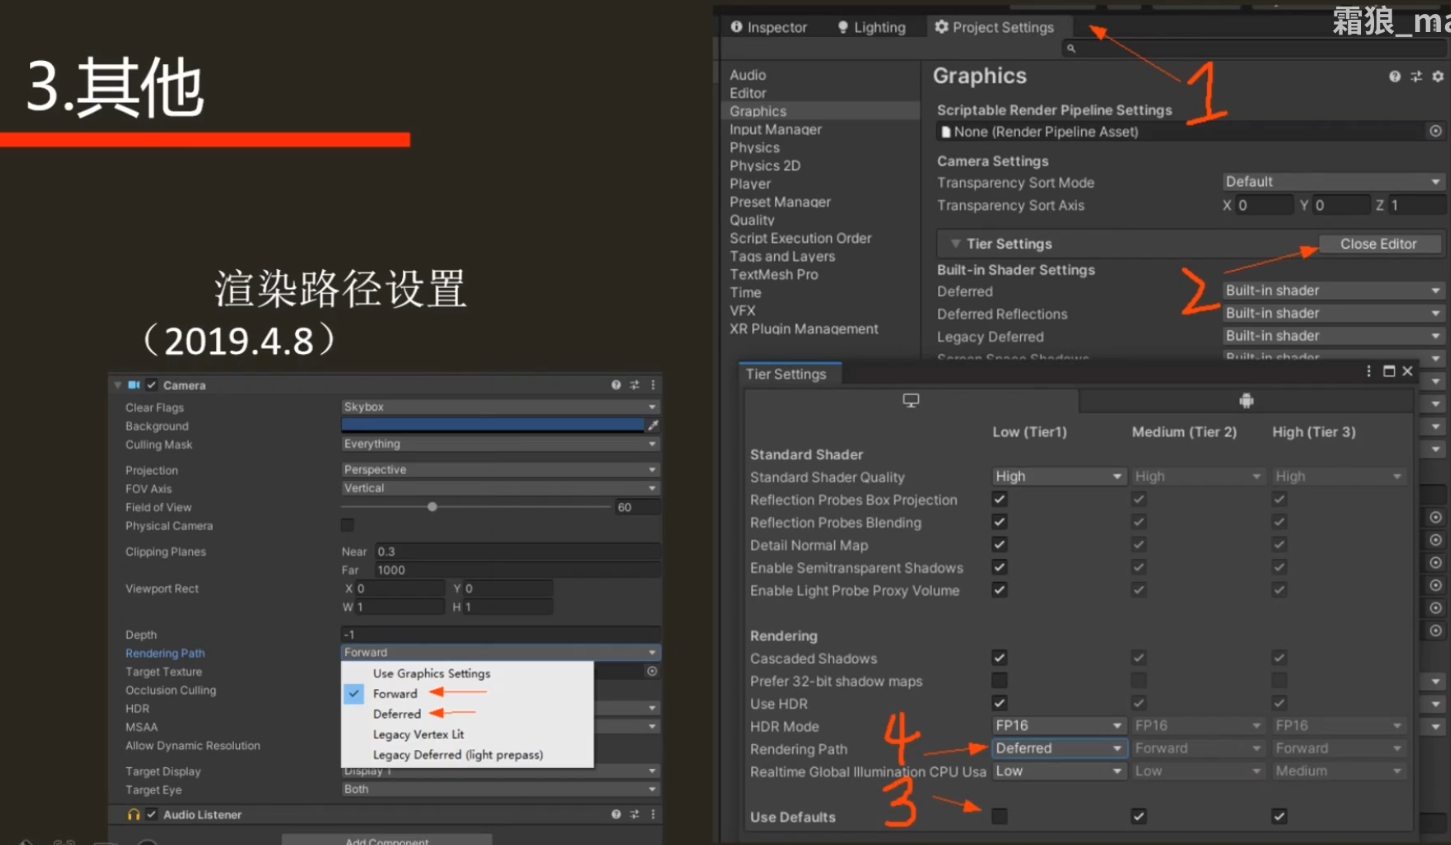 3.其他
渲染路径设置
（2019.4.8）
Camera
Clear Flags Skybox
Background
Culling Mask Everything
Projection Perspective
FOV Axis Vertical
Field of View 60
Physical Camera
Clipping Planes Near 0.3
Far 1000
Viewport Rect X 0 Y 0
W 1 H 1
Depth -1
Rendering Path Forward
Target Texture
Occlusion Culling
HDR
MSAA
Allow Dynamic Resolution
Use Graphics Settings
Forward
Deferred
Legacy Vertex Lit
Legacy Deferred (light prepass)
Target Display Display 1
Target Eye Both
Audio Listener
Add Component
霜狼_ma
Inspector Lighting Project Settings
1
Audio
Editor
Graphics
Input Manager
Physics
Physics 2D
Player
Preset Manager
Quality
Script Execution Order
Tags and Layers
TextMesh Pro
Time
VFX
XR Plugin Management
Graphics
Scriptable Render Pipeline Settings
None (Render Pipeline Asset)
Camera Settings
Transparency Sort Mode Default
Transparency Sort Axis X 0 Y 0 Z 1
Tier Settings Close Editor
2
Built-in Shader Settings
Deferred Built-in shader
Deferred Reflections Built-in shader
Legacy Deferred Built-in shader
Screen Space Shadows Built-in shader
Tier Settings
Low (Tier1) Medium (Tier 2) High (Tier 3)
Standard Shader
Standard Shader Quality High High High
Reflection Probes Box Projection
Reflection Probes Blending
Detail Normal Map
Enable Semitransparent Shadows
Enable Light Probe Proxy Volume
Rendering
Cascaded Shadows
Prefer 32-bit shadow maps
Use HDR
HDR Mode FP16 FP16 FP16
4
Rendering Path Deferred Forward Forward
Realtime Global Illumination CPU Usa Low Low Medium
3
Use Defaults